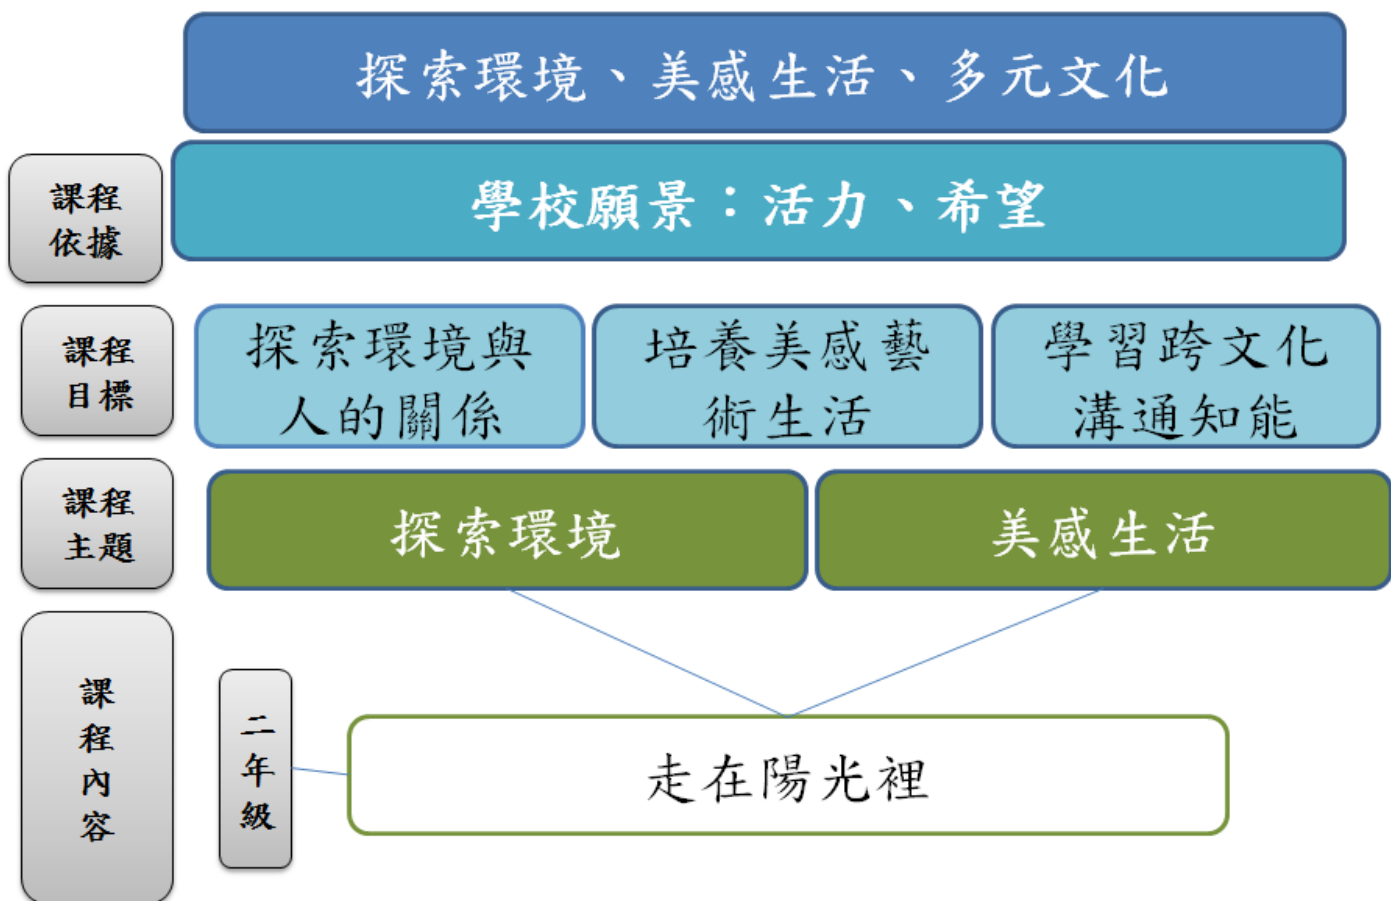 探索環境、美感生活、多元文化
課程
依據
學校願景：活力、希望
課程
目標
探索環境與
人的關係
培養美感藝
術生活
學習跨文化
溝通知能
課程
主題
探索環境
美感生活
課
程
內
容
二
年
級
走在陽光裡